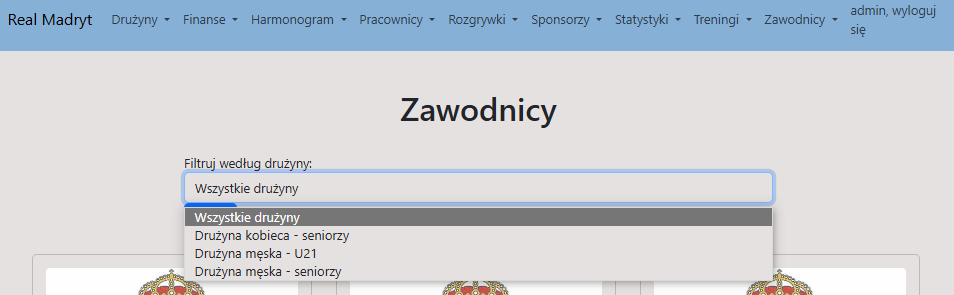 Real Madryt Drużyny Finanse Harmonogram Pracownicy Rozgrywki Sponsorzy Statystyki Treningi Zawodnicy admin, wyloguj
się
Zawodnicy
Filtruj według drużyny:
Wszystkie drużyny
Wszystkie drużyny
Drużyna kobieca - seniorzy
Drużyna męska - U21
Drużyna męska - seniorzy